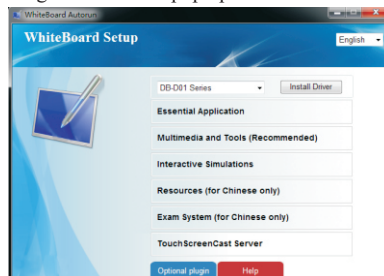 WhiteBoard Autorun
WhiteBoard Setup
English
DB-D01 Series
Install Driver
Essential Application
Multimedia and Tools (Recommended)
Interactive Simulations
Resources (for Chinese only)
Exam System (for Chinese only)
TouchScreenCast Server
Optional plugin
Help